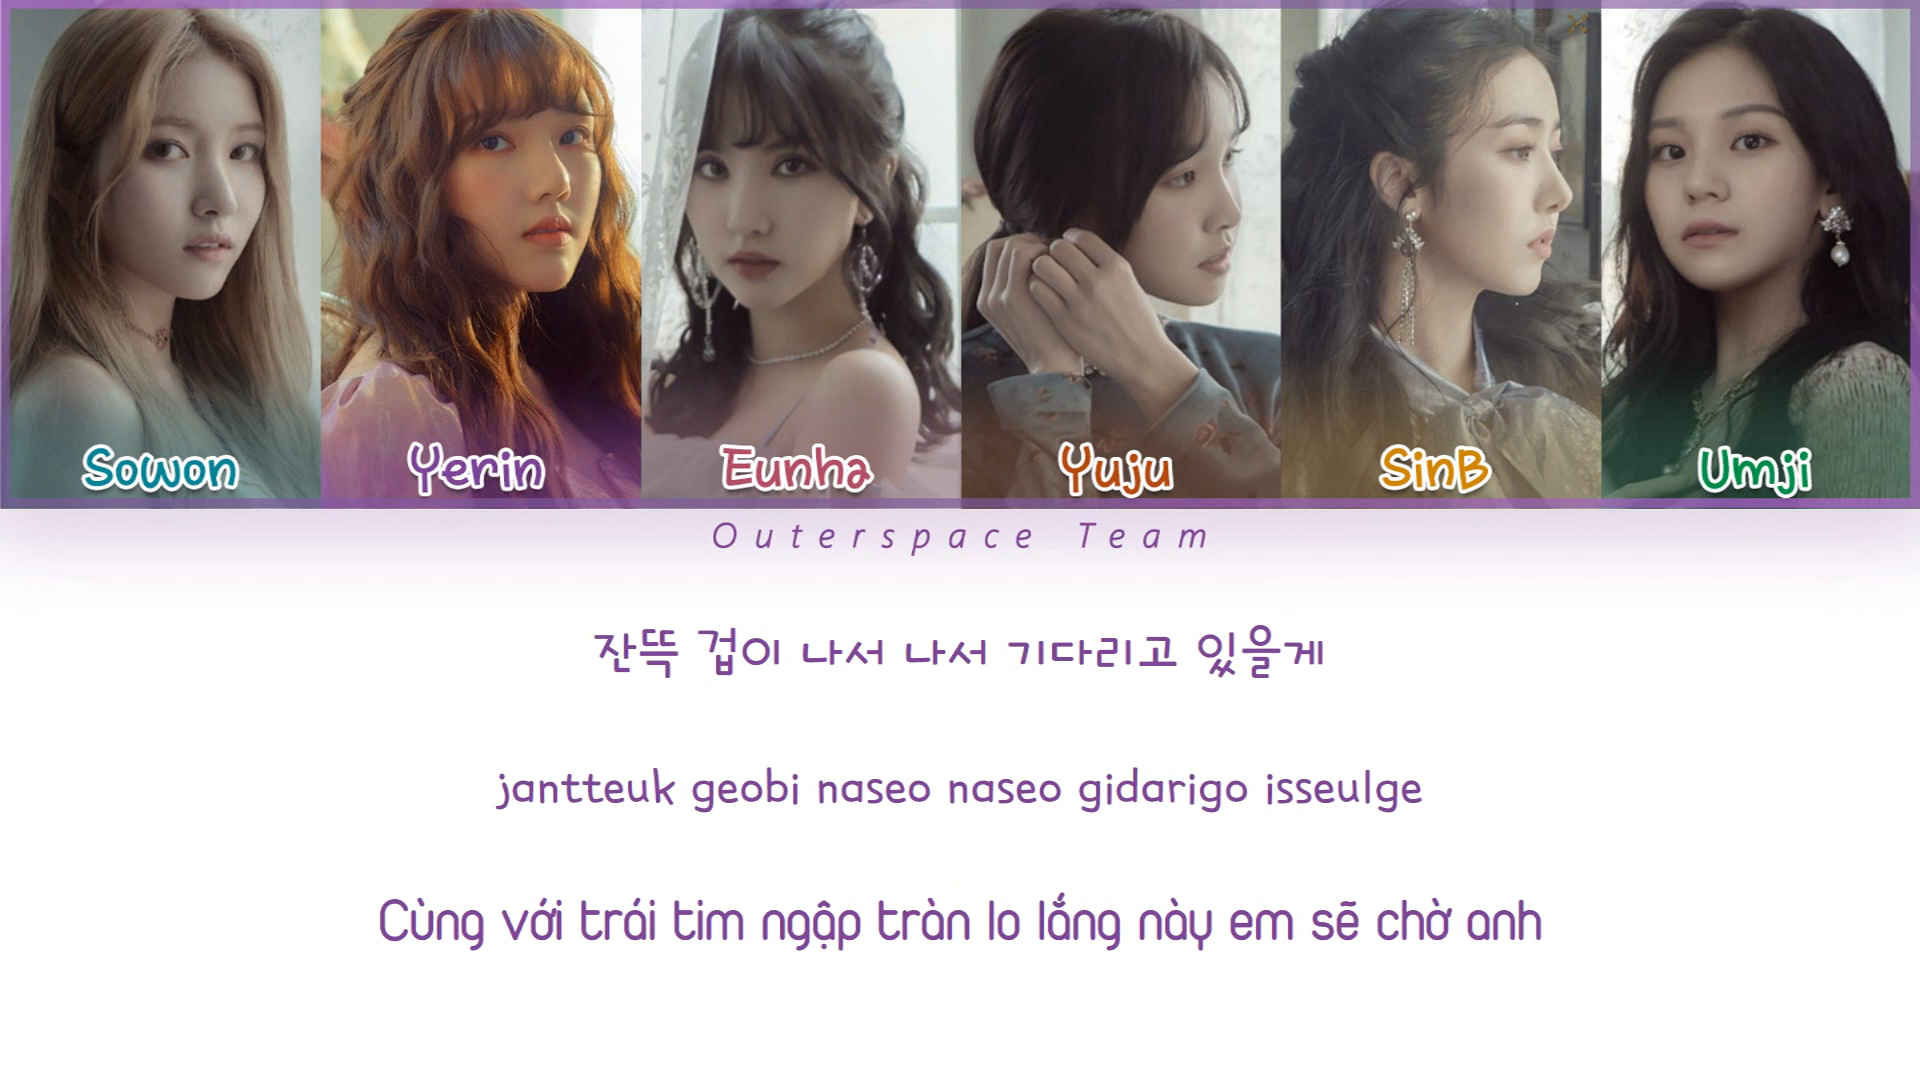 Sowon Yerin Eunha Yuju SinB Umji
Outerspace Team
잔뜩 겁이 나서 나서 기다리고 있을게
jantteuk geobi naseo naseo gidarigo isseulge
Cùng với trái tim ngập tràn lo lắng này em sẽ chờ anh